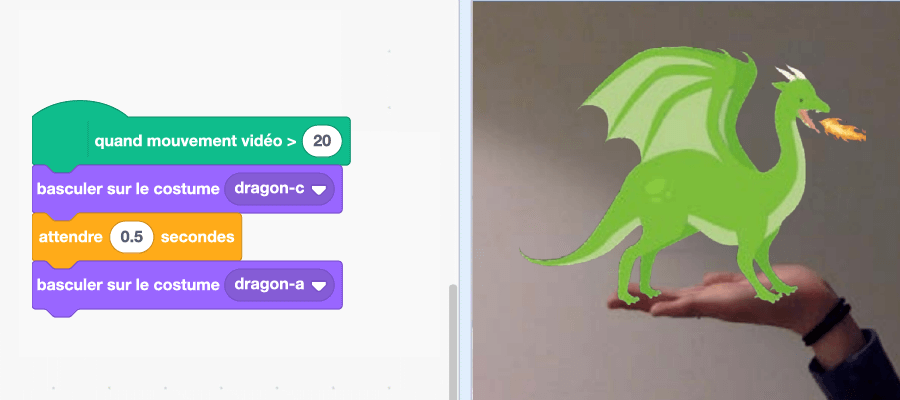 quand mouvement vidéo > 20
basculer sur le costume dragon-c
attendre 0.5 secondes
basculer sur le costume dragon-a